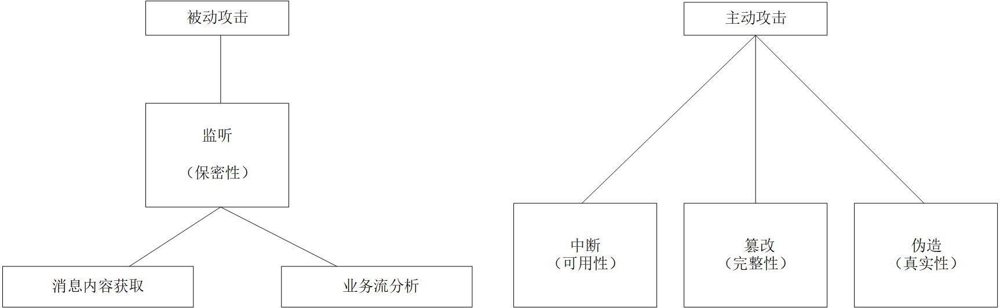 被动攻击
监听
（保密性）
消息内容获取
业务流分析
主动攻击
中断
（可用性）
篡改
（完整性）
伪造
（真实性）